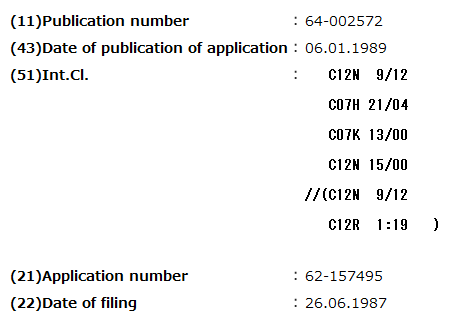 (11)Publication number : 64-002572
(43)Date of publication of application : 06.01.1989
(51)Int.Cl. : C12N 9/12
C07H 21/04
C07K 13/00
C12N 15/00
//(C12N 9/12
C12R 1:19 )
(21)Application number : 62-157495
(22)Date of filing : 26.06.1987